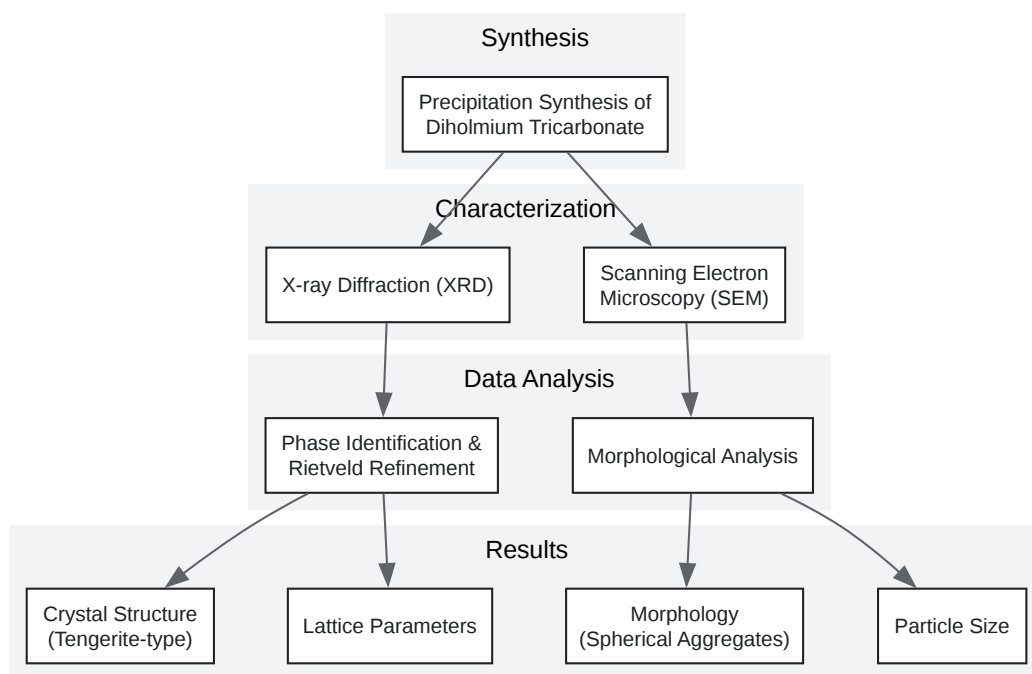 Synthesis
Precipitation Synthesis of
Diholmium Tricarbonate
Characterization
X-ray Diffraction (XRD)
Scanning Electron
Microscopy (SEM)
Data Analysis
Phase Identification &
Rietveld Refinement
Morphological Analysis
Results
Crystal Structure
(Tengerite-type)
Lattice Parameters
Morphology
(Spherical Aggregates)
Particle Size